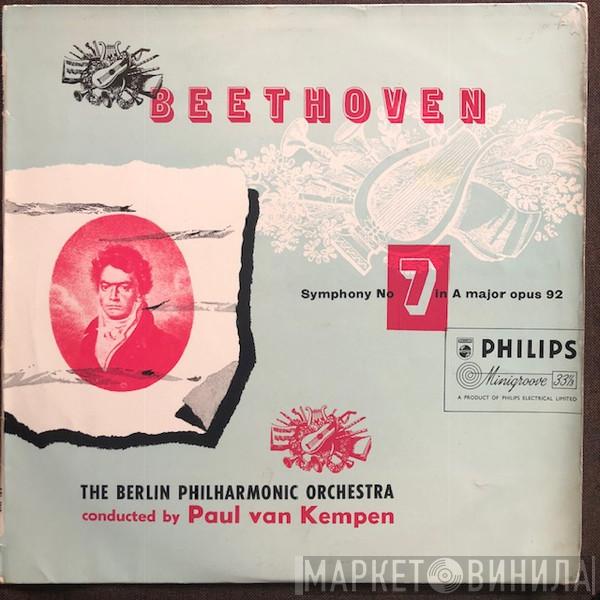 BEETHOVEN
Symphony No 7 in A major opus 92
PHILIPS
Minigroove 33⅓
A PRODUCT OF PHILIPS ELECTRICAL LIMITED
THE BERLIN PHILHARMONIC ORCHESTRA
conducted by Paul van Kempen
МАРКЕТ ВИНИЛА